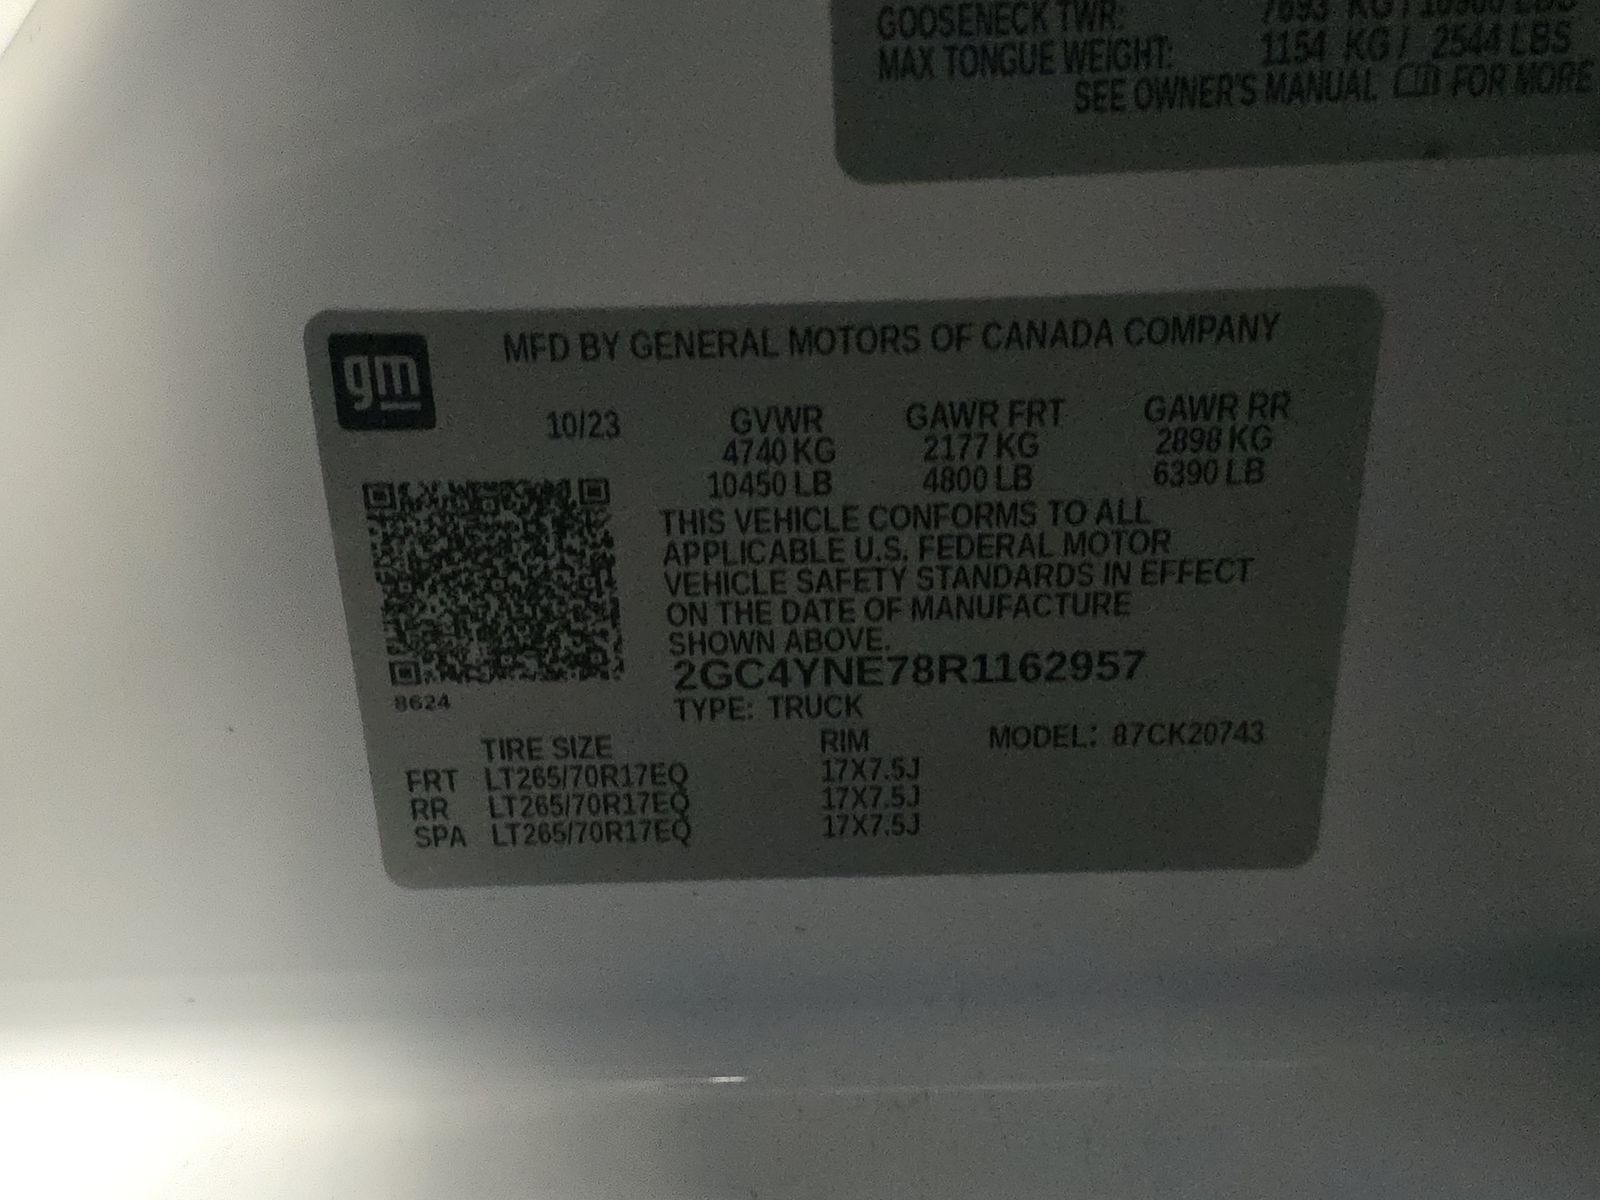 GOOSENECK TWR:
MAX TONGUE WEIGHT: 1154 KG / 2544 LBS
SEE OWNER'S MANUAL FOR MORE
gm
MFD BY GENERAL MOTORS OF CANADA COMPANY
10/23 GVWR GAWR FRT GAWR RR
4740 KG 2177 KG 2898 KG
10450 LB 4800 LB 6390 LB
THIS VEHICLE CONFORMS TO ALL
APPLICABLE U.S. FEDERAL MOTOR
VEHICLE SAFETY STANDARDS IN EFFECT
ON THE DATE OF MANUFACTURE
SHOWN ABOVE.
2GC4YNE78R1162957
8624
TYPE: TRUCK
TIRE SIZE RIM MODEL: 87CK20743
FRT LT265/70R17EQ 17X7.5J
RR LT265/70R17EQ 17X7.5J
SPA LT265/70R17EQ 17X7.5J